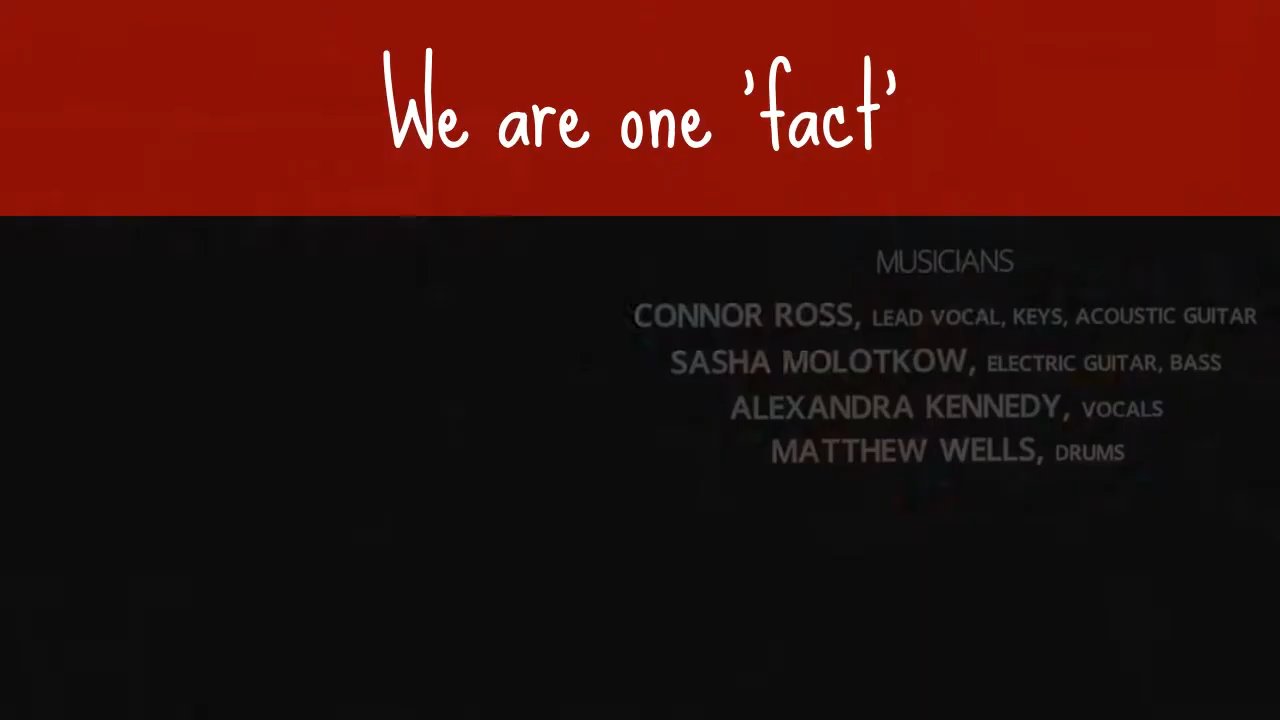 We are one 'fact'
MUSICIANS
CONNOR ROSS, LEAD VOCAL, KEYS, ACOUSTIC GUITAR
SASHA MOLOTKOW, ELECTRIC GUITAR, BASS
ALEXANDRA KENNEDY, VOCALS
MATTHEW WELLS, DRUMS